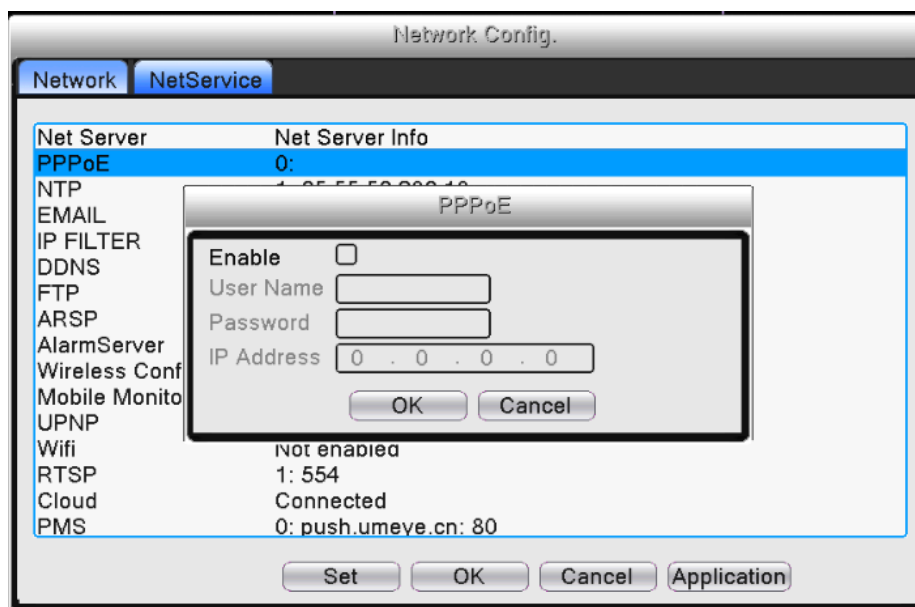 Network Config.
Network NetService
Net Server Net Server Info
PPPoE 0:
NTP
EMAIL
IP FILTER
DDNS
FTP
ARSP
AlarmServer
Wireless Conf
Mobile Monito
UPNP
Wifi Not enabled
RTSP 1: 554
Cloud Connected
PMS 0: push.umeye.cn: 80
PPPoE
Enable
User Name
Password
IP Address 0 . 0 . 0 . 0
OK Cancel
Set OK Cancel Application